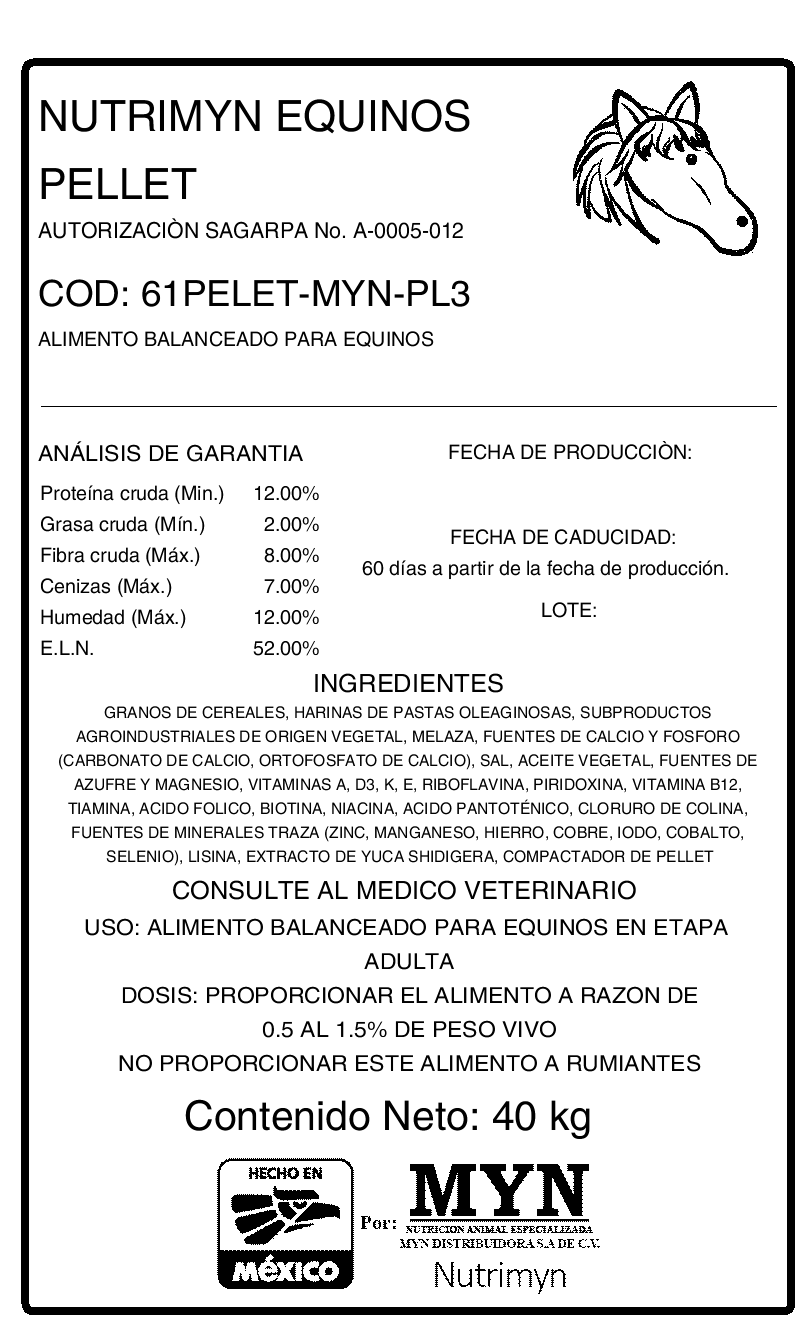 NUTRIMYN EQUINOS
PELLET
AUTORIZACIÒN SAGARPA No. A-0005-012
COD: 61PELET-MYN-PL3
ALIMENTO BALANCEADO PARA EQUINOS
ANÁLISIS DE GARANTIA
Proteína cruda (Min.) 12.00%
Grasa cruda (Mín.) 2.00%
Fibra cruda (Máx.) 8.00%
Cenizas (Máx.) 7.00%
Humedad (Máx.) 12.00%
E.L.N. 52.00%
FECHA DE PRODUCCIÒN:
FECHA DE CADUCIDAD:
60 días a partir de la fecha de producción.
LOTE:
INGREDIENTES
GRANOS DE CEREALES, HARINAS DE PASTAS OLEAGINOSAS, SUBPRODUCTOS
AGROINDUSTRIALES DE ORIGEN VEGETAL, MELAZA, FUENTES DE CALCIO Y FOSFORO
(CARBONATO DE CALCIO, ORTOFOSFATO DE CALCIO), SAL, ACEITE VEGETAL, FUENTES DE
AZUFRE Y MAGNESIO, VITAMINAS A, D3, K, E, RIBOFLAVINA, PIRIDOXINA, VITAMINA B12,
TIAMINA, ACIDO FOLICO, BIOTINA, NIACINA, ACIDO PANTOTÉNICO, CLORURO DE COLINA,
FUENTES DE MINERALES TRAZA (ZINC, MANGANESO, HIERRO, COBRE, IODO, COBALTO,
SELENIO), LISINA, EXTRACTO DE YUCA SHIDIGERA, COMPACTADOR DE PELLET
CONSULTE AL MEDICO VETERINARIO
USO: ALIMENTO BALANCEADO PARA EQUINOS EN ETAPA
ADULTA
DOSIS: PROPORCIONAR EL ALIMENTO A RAZON DE
0.5 AL 1.5% DE PESO VIVO
NO PROPORCIONAR ESTE ALIMENTO A RUMIANTES
Contenido Neto: 40 kg
HECHO EN
MéXICO
Por:
MYN
NUTRICION ANIMAL ESPECIALIZADA
MYN DISTRIBUIDORA S.A DE C.V.
Nutrimyn